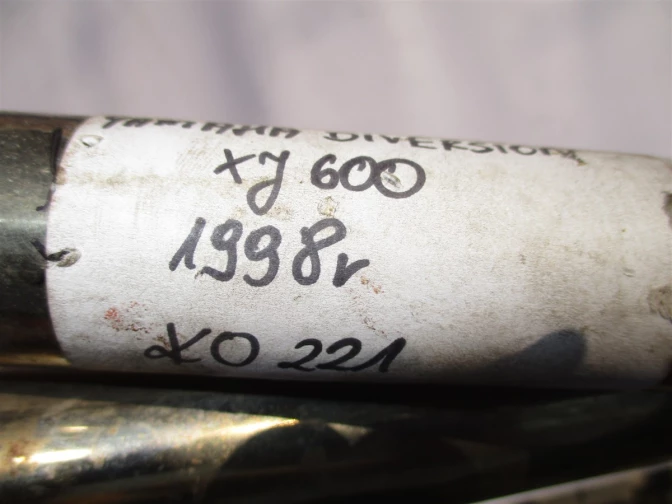 YAMAHA DIVERSION
XJ 600
1998r
KO 221